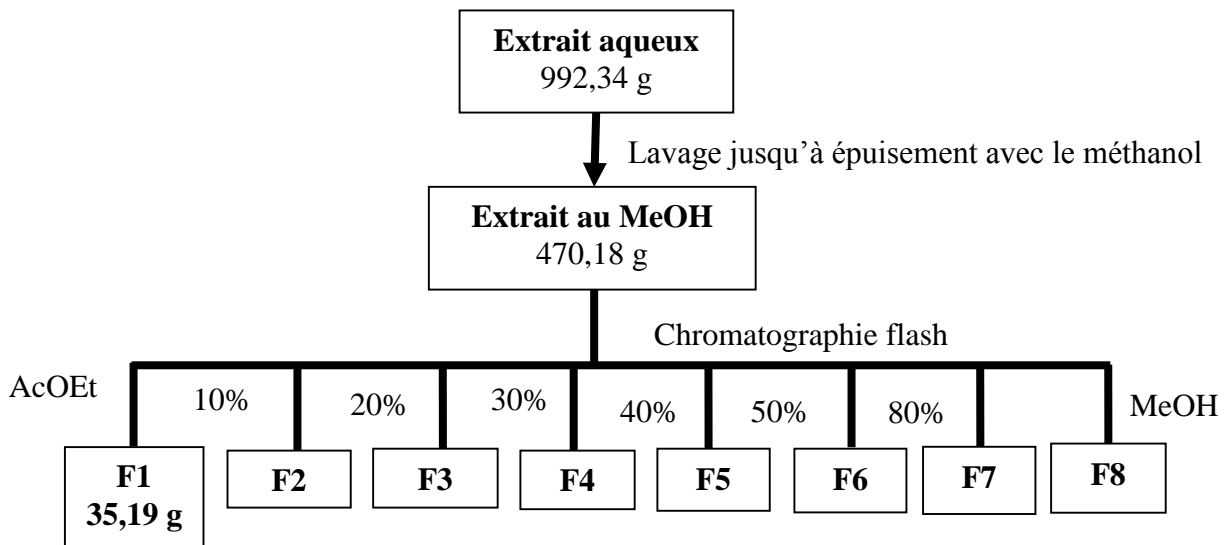 Extrait aqueux
992,34 g
Lavage jusqu’à épuisement avec le méthanol
Extrait au MeOH
470,18 g
Chromatographie flash
AcOEt
10%
20%
30%
40%
50%
80%
MeOH
F1
35,19 g
F2
F3
F4
F5
F6
F7
F8